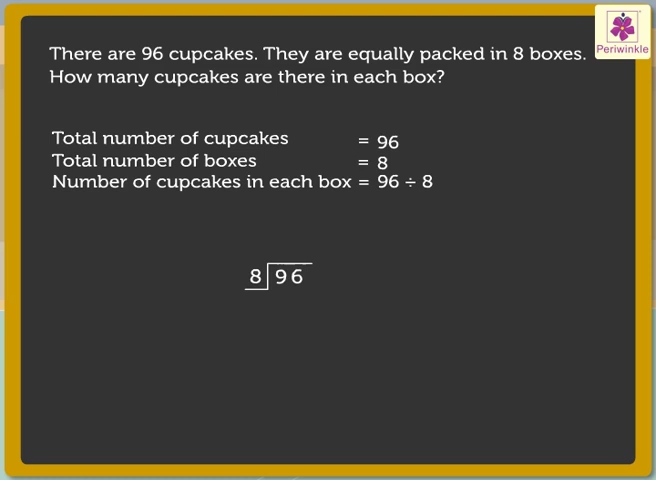 There are 96 cupcakes. They are equally packed in 8 boxes.
How many cupcakes are there in each box?
Periwinkle
Total number of cupcakes = 96
Total number of boxes = 8
Number of cupcakes in each box = 96 ÷ 8
8 96